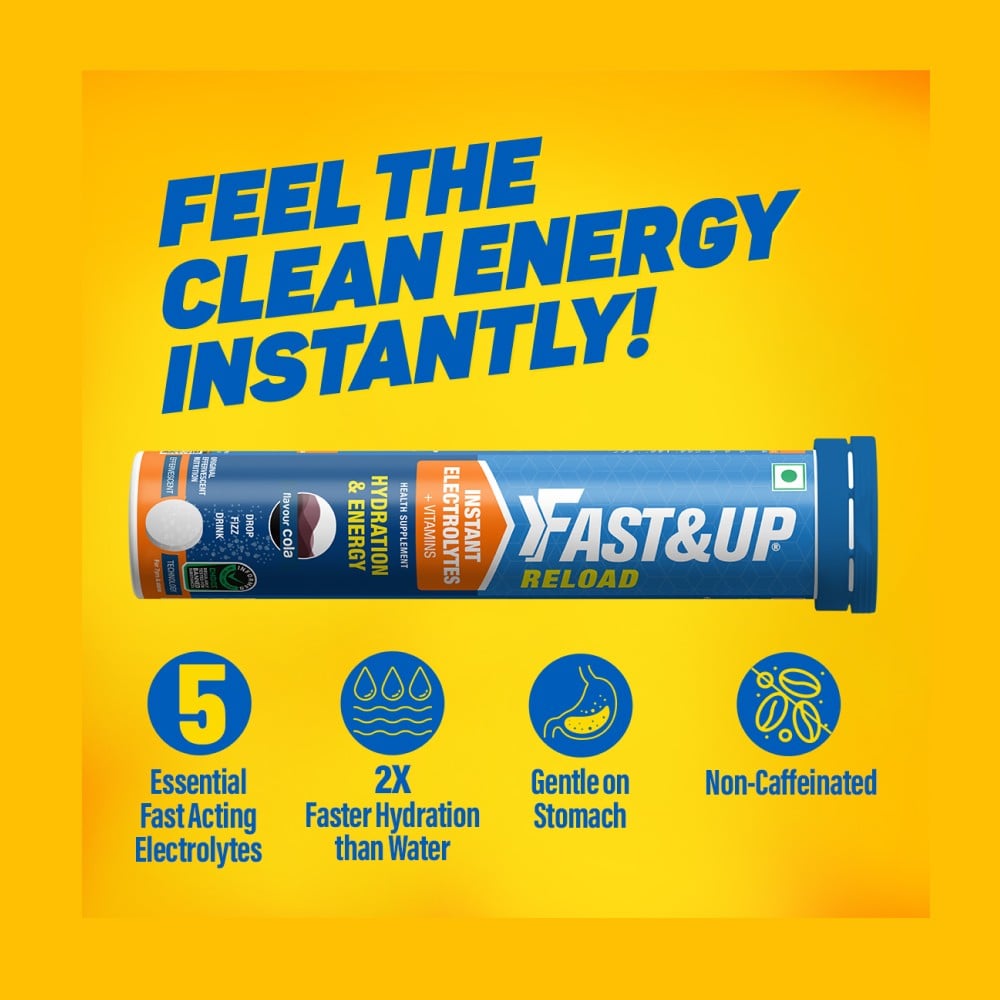 FEEL THE
CLEAN ENERGY
INSTANTLY!
FAST&UP®
RELOAD
INSTANT
ELECTROLYTES
+ VITAMINS
HEALTH SUPPLEMENT
HYDRATION
& ENERGY
flavour cola
DROP
FIZZ
DRINK
ORIGINAL
EFFERVESCENT
NUTRITION
EFFERVESCENT
TECHNOLOGY
5
Essential
Fast Acting
Electrolytes
2X
Faster Hydration
than Water
Gentle on
Stomach
Non-Caffeinated